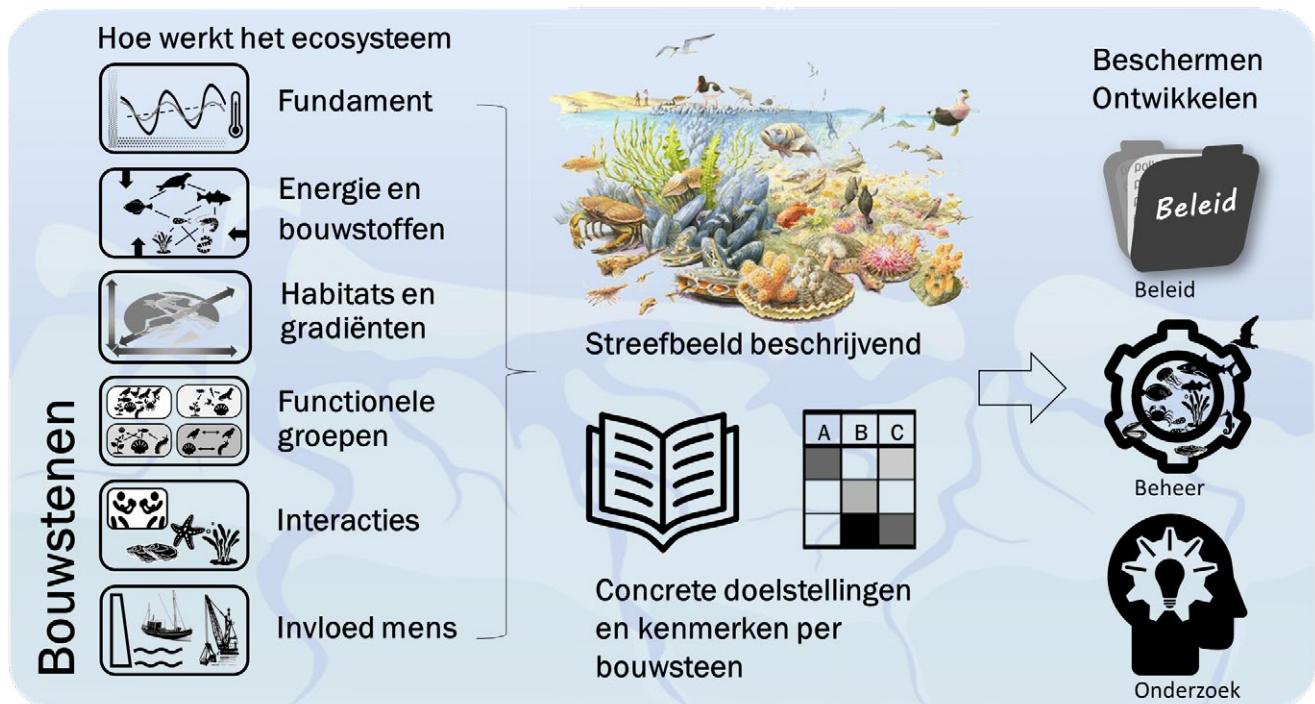 Hoe werkt het ecosysteem
Fundament
Energie en
bouwstoffen
Habitats en
gradiënten
Functionele
groepen
Interacties
Invloed mens
Bouwstenen
Streefbeeld beschrijvend
A B C
Concrete doelstellingen
en kenmerken per
bouwsteen
Beschermen
Ontwikkelen
Beleid
Beleid
Beheer
Onderzoek